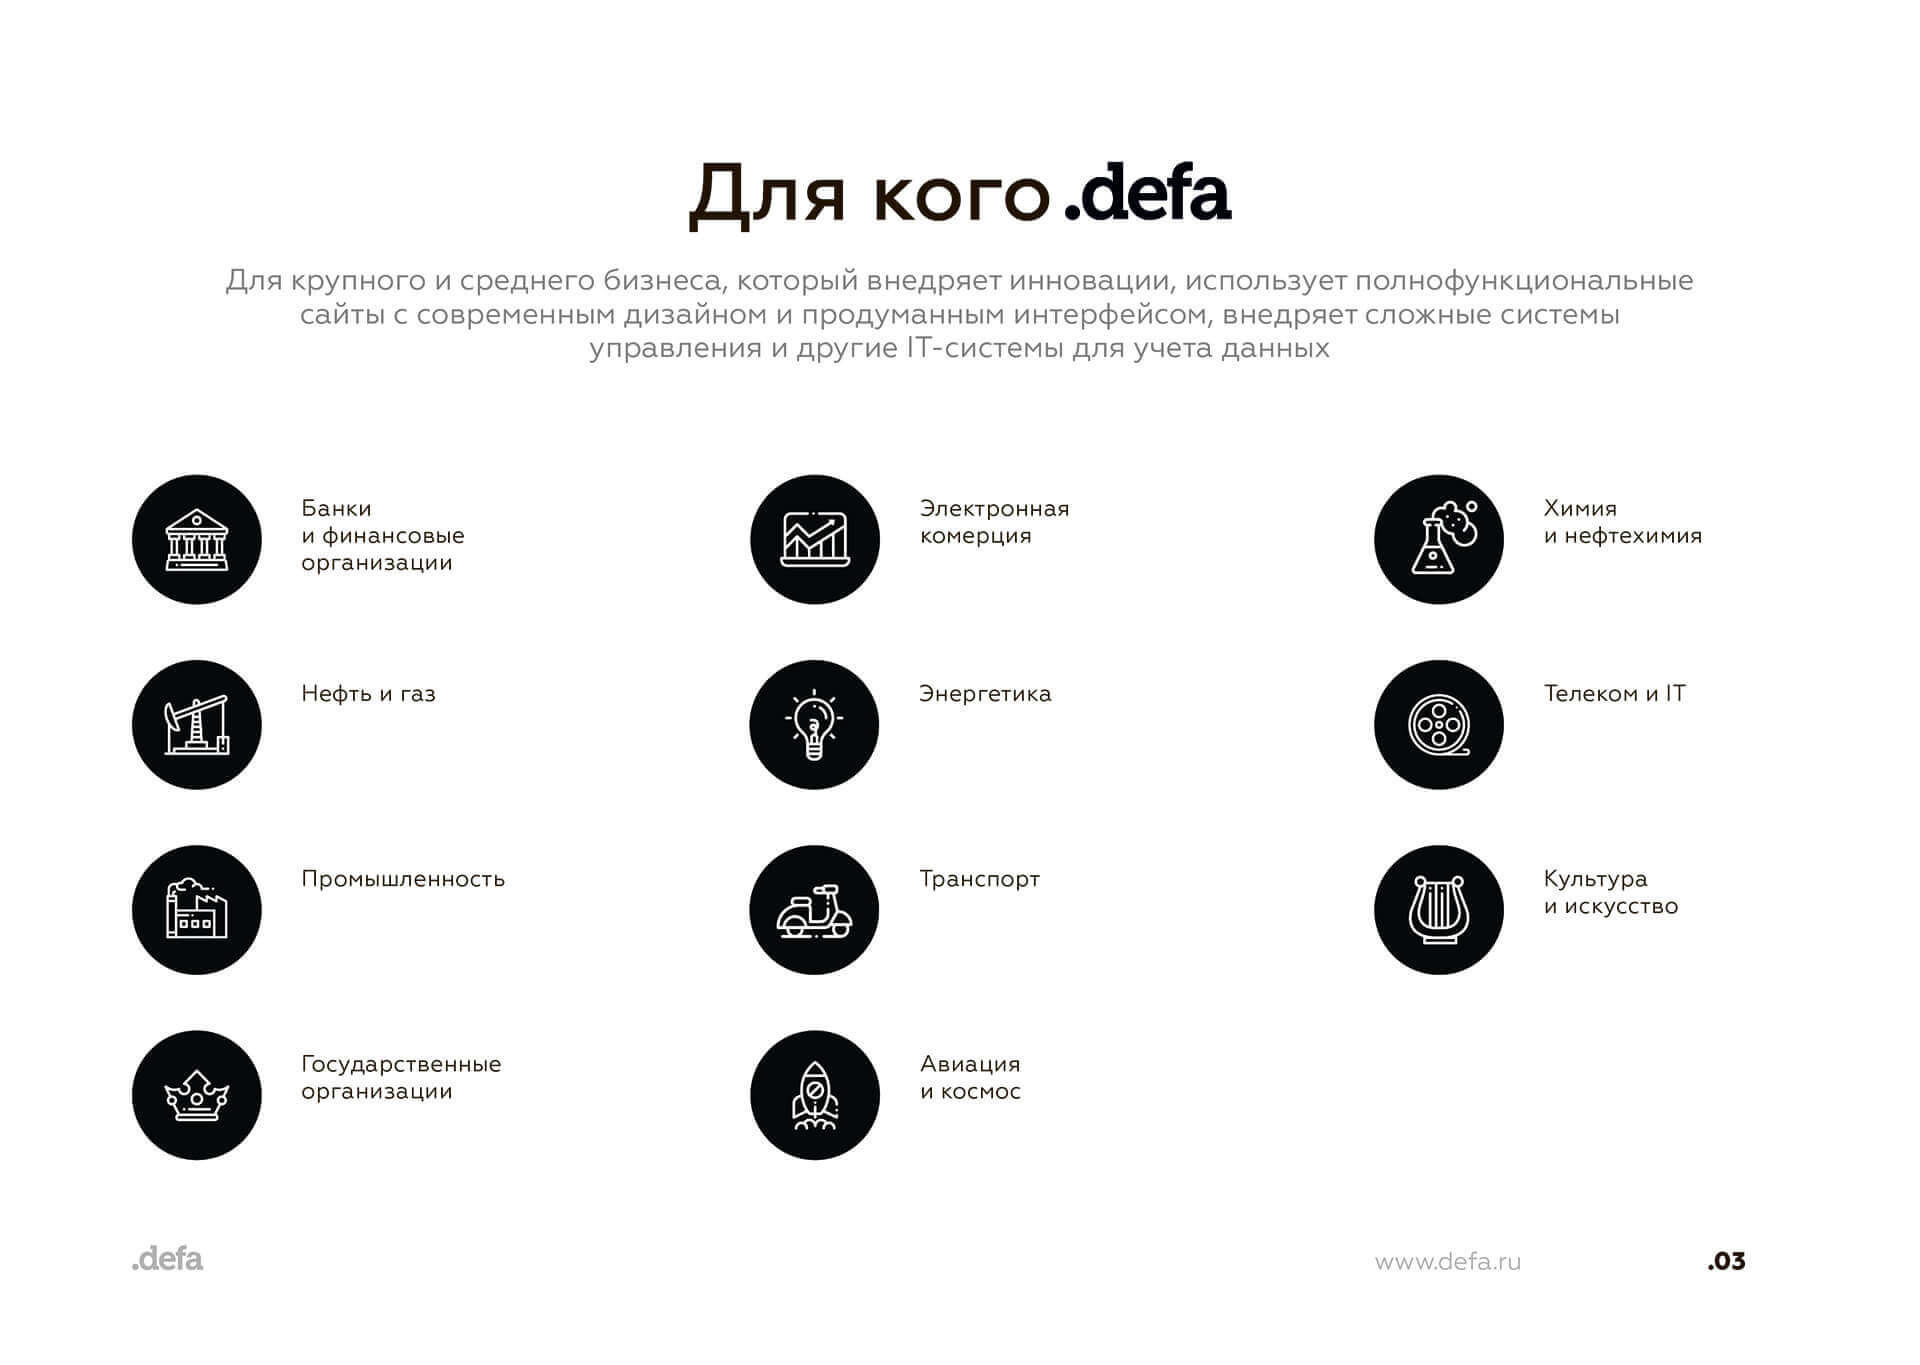 Для кого .defa
Для крупного и среднего бизнеса, который внедряет инновации, использует полнофункциональные
сайты с современным дизайном и продуманным интерфейсом, внедряет сложные системы
управления и другие IT-системы для учета данных
Банки
и финансовые
организации
Электронная
комерция
Химия
и нефтехимия
Нефть и газ
Энергетика
Телеком и IT
Промышленность
Транспорт
Культура
и искусство
Государственные
организации
Авиация
и космос
.defa
www.defa.ru
.03